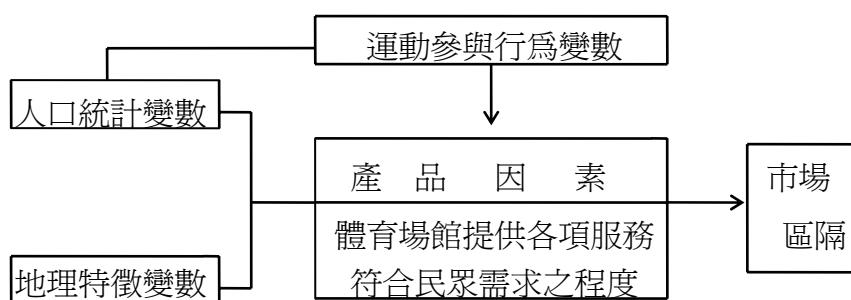 運動參與行為變數
人口統計變數
產 品 因 素
體育場館提供各項服務
符合民眾需求之程度
市場
區隔
地理特徵變數